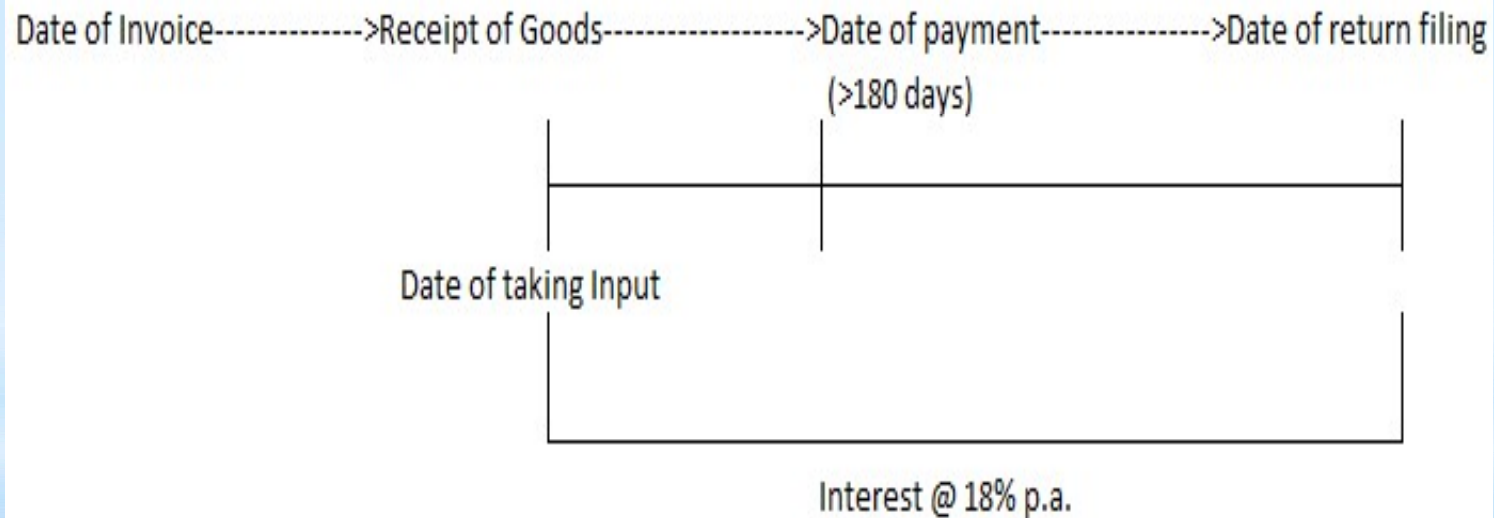 Date of Invoice-------------->Receipt of Goods------------------->Date of payment---------------->Date of return filing
(>180 days)
Date of taking Input
Interest @ 18% p.a.